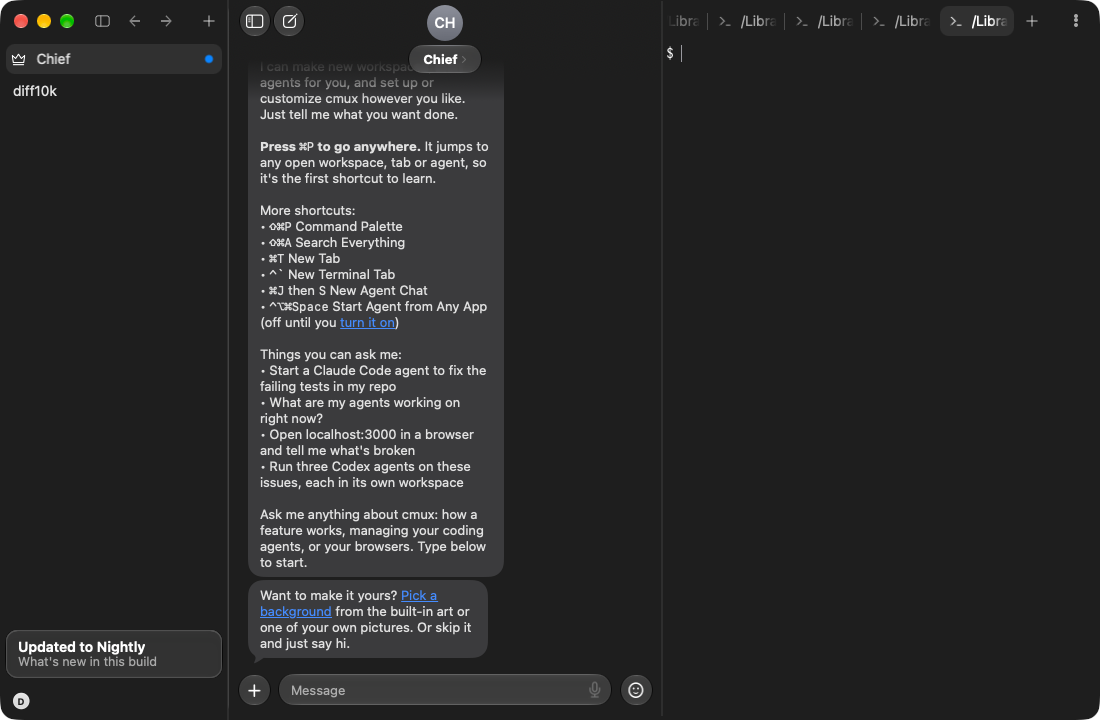 Chief
diff10k
Updated to Nightly
What's new in this build
D
CH
Chief
I can make new
agents for you, and set up or
customize cmux however you like.
Just tell me what you want done.
Press ⌘P to go anywhere. It jumps to
any open workspace, tab or agent, so
it's the first shortcut to learn.
More shortcuts:
• ⇧⌘P Command Palette
• ⇧⌘A Search Everything
• ⌘T New Tab
• ^` New Terminal Tab
• ⌘J then S New Agent Chat
• ^⌥⌘Space Start Agent from Any App
(off until you turn it on)
Things you can ask me:
• Start a Claude Code agent to fix the
failing tests in my repo
• What are my agents working on
right now?
• Open localhost:3000 in a browser
and tell me what's broken
• Run three Codex agents on these
issues, each in its own workspace
Ask me anything about cmux: how a
feature works, managing your coding
agents, or your browsers. Type below
to start.
Want to make it yours? Pick a
background from the built-in art or
one of your own pictures. Or skip it
and just say hi.
Message
Libra /Libra /Libra /Libra /Libra
$